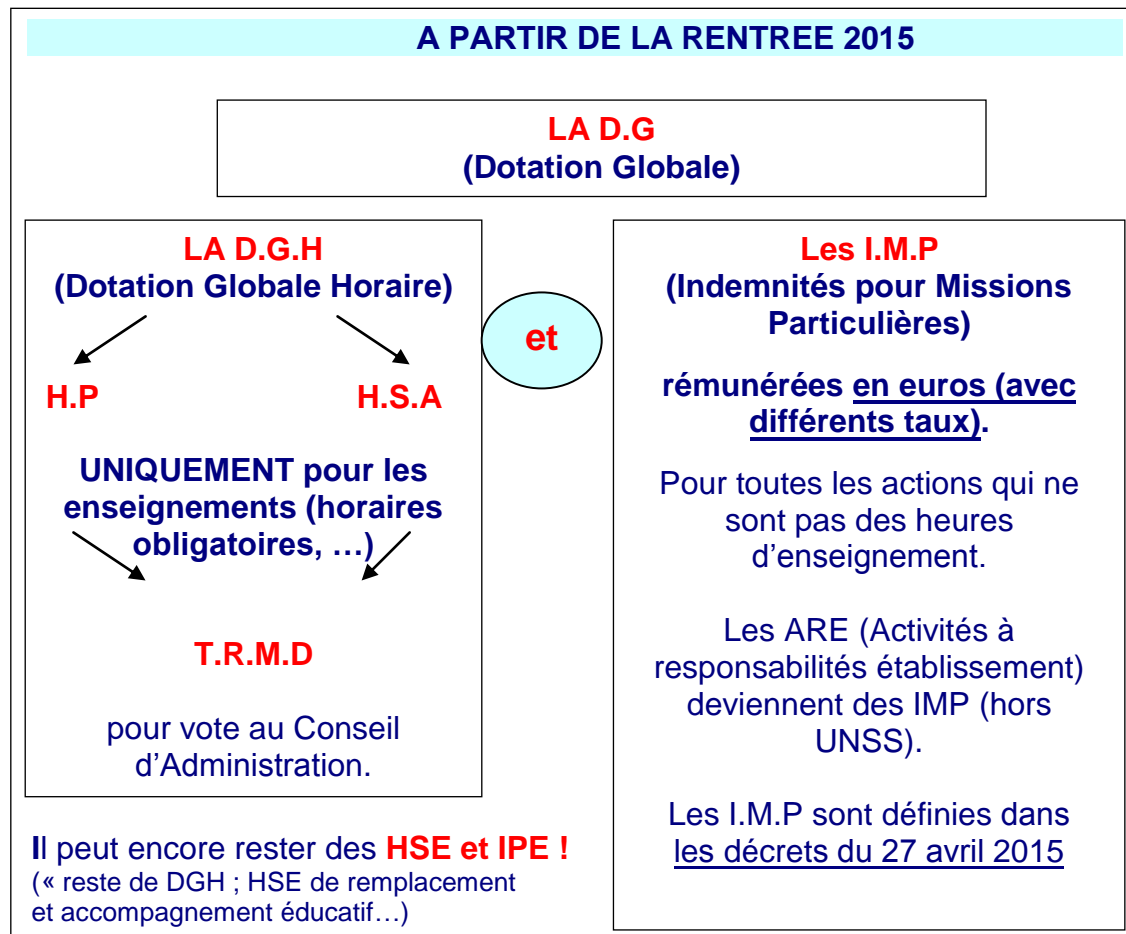 A PARTIR DE LA RENTREE 2015
LA D.G
(Dotation Globale)
LA D.G.H
(Dotation Globale Horaire)
H.P
H.S.A
UNIQUEMENT pour les
enseignements (horaires
obligatoires, …)
T.R.M.D
pour vote au Conseil
d’Administration.
et
Les I.M.P
(Indemnités pour Missions
Particulières)
rémunérées en euros (avec
différents taux).
Pour toutes les actions qui ne
sont pas des heures
d’enseignement.
Les ARE (Activités à
responsabilités établissement)
deviennent des IMP (hors
UNSS).
Les I.M.P sont définies dans
les décrets du 27 avril 2015
Il peut encore rester des HSE et IPE !
(« reste de DGH ; HSE de remplacement
et accompagnement éducatif…)